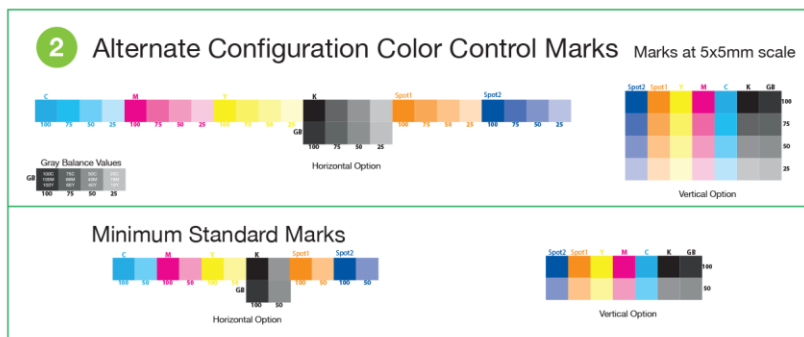 2 Alternate Configuration Color Control Marks Marks at 5x5mm scale
C M Y K Spot1 Spot2
100 75 50 25 100 75 50 25 100 75 50 25 100 75 50 25 100 75 50 25
GB
Horizontal Option
Gray Balance Values
GB
100 75 50 25
Spot2 Spot1 Y M C K GB
100
75
50
25
Vertical Option
Minimum Standard Marks
C M Y K Spot1 Spot2
100 50 100 50 100 50 100 50 100 50
GB
100 50
Horizontal Option
Spot2 Spot1 Y M C K GB
100
50
Vertical Option